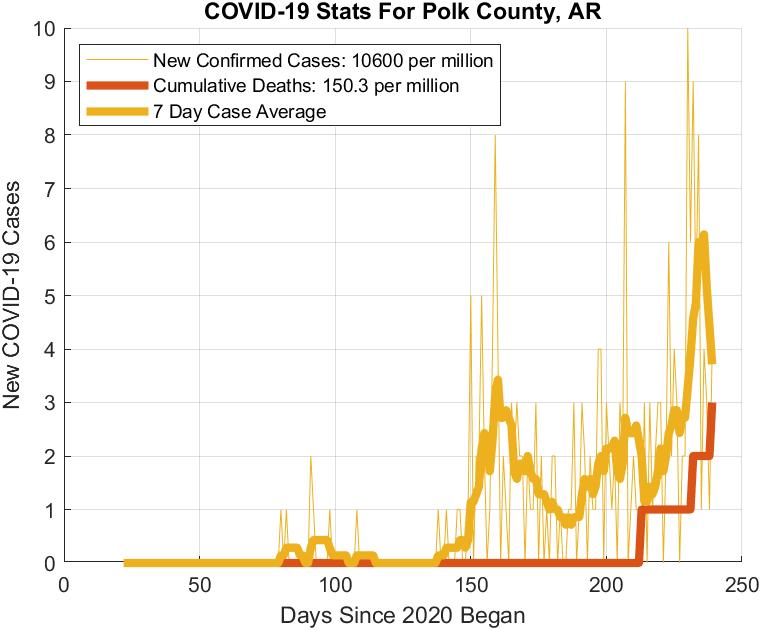 COVID-19 Stats For Polk County, AR
New Confirmed Cases: 10600 per million
Cumulative Deaths: 150.3 per million
7 Day Case Average
New COVID-19 Cases
10
9
8
7
6
5
4
3
2
1
0
0 50 100 150 200 250
Days Since 2020 Began